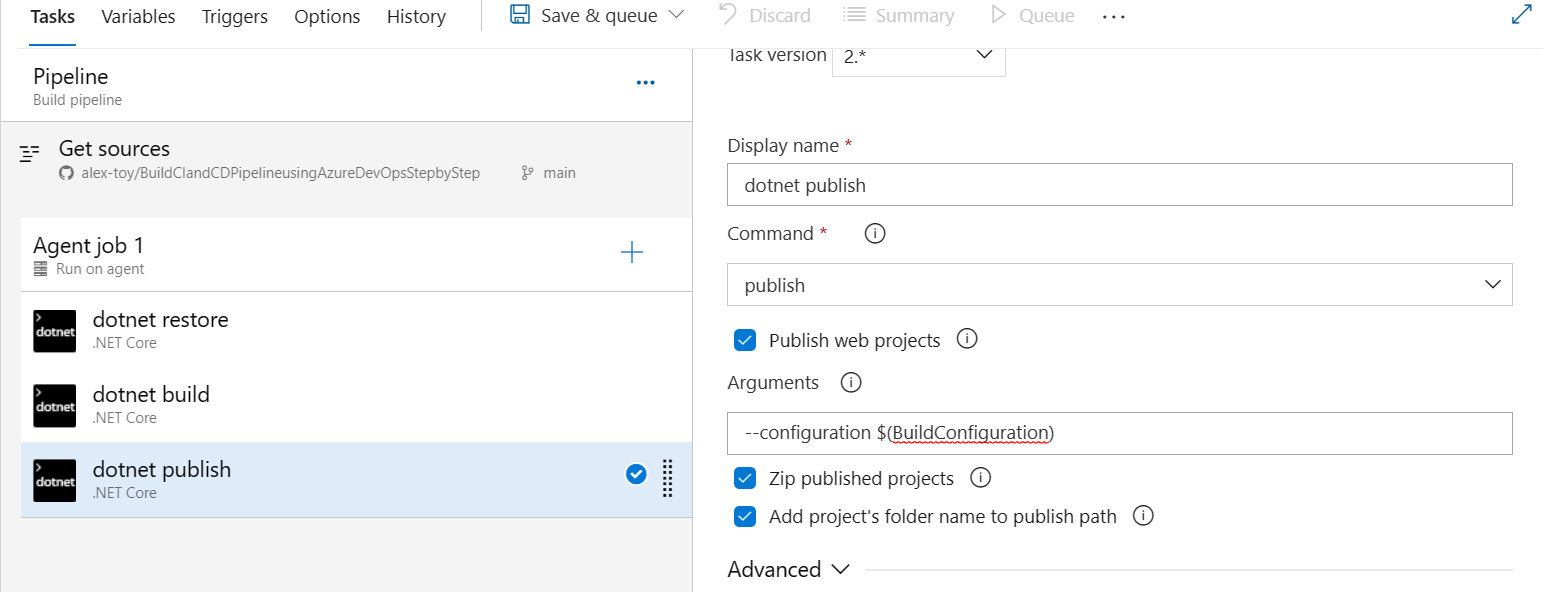 Tasks Variables Triggers Options History Save & queue Discard Summary Queue ...
Pipeline
Build pipeline
Get sources
alex-toy/BuildCIandCDPipelineusingAzureDevOpsStepbyStep main
Agent job 1
Run on agent
dotnet dotnet restore
.NET Core
dotnet dotnet build
.NET Core
dotnet dotnet publish
.NET Core
Task version 2.*
Display name *
dotnet publish
Command *
publish
Publish web projects
Arguments
--configuration $(BuildConfiguration)
Zip published projects
Add project's folder name to publish path
Advanced